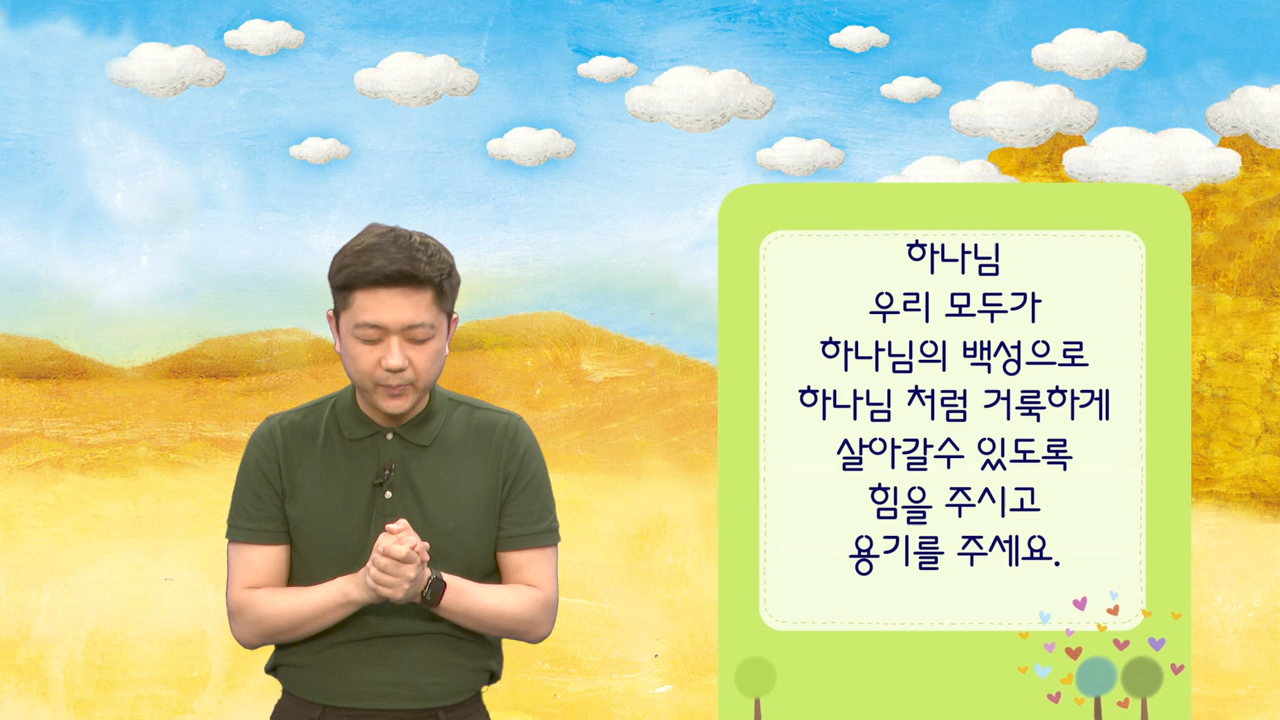 하나님
우리 모두가
하나님의 백성으로
하나님 처럼 거룩하게
살아갈수 있도록
힘을 주시고
용기를 주세요.